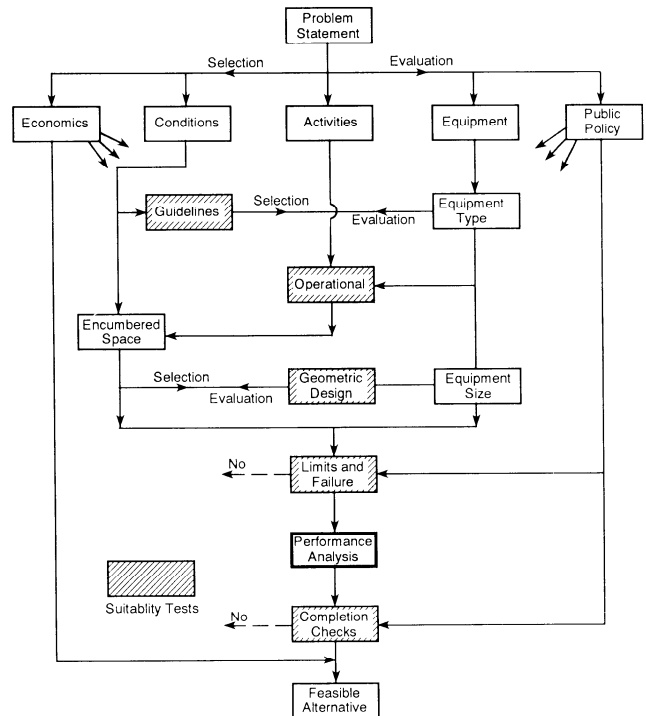 Problem
Statement
Selection
Evaluation
Economics
Conditions
Activities
Equipment
Public
Policy
Guidelines
Selection
Evaluation
Equipment
Type
Operational
Encumbered
Space
Selection
Evaluation
Geometric
Design
Equipment
Size
No
Limits and
Failure
Performance
Analysis
Suitablity Tests
No
Completion
Checks
Feasible
Alternative